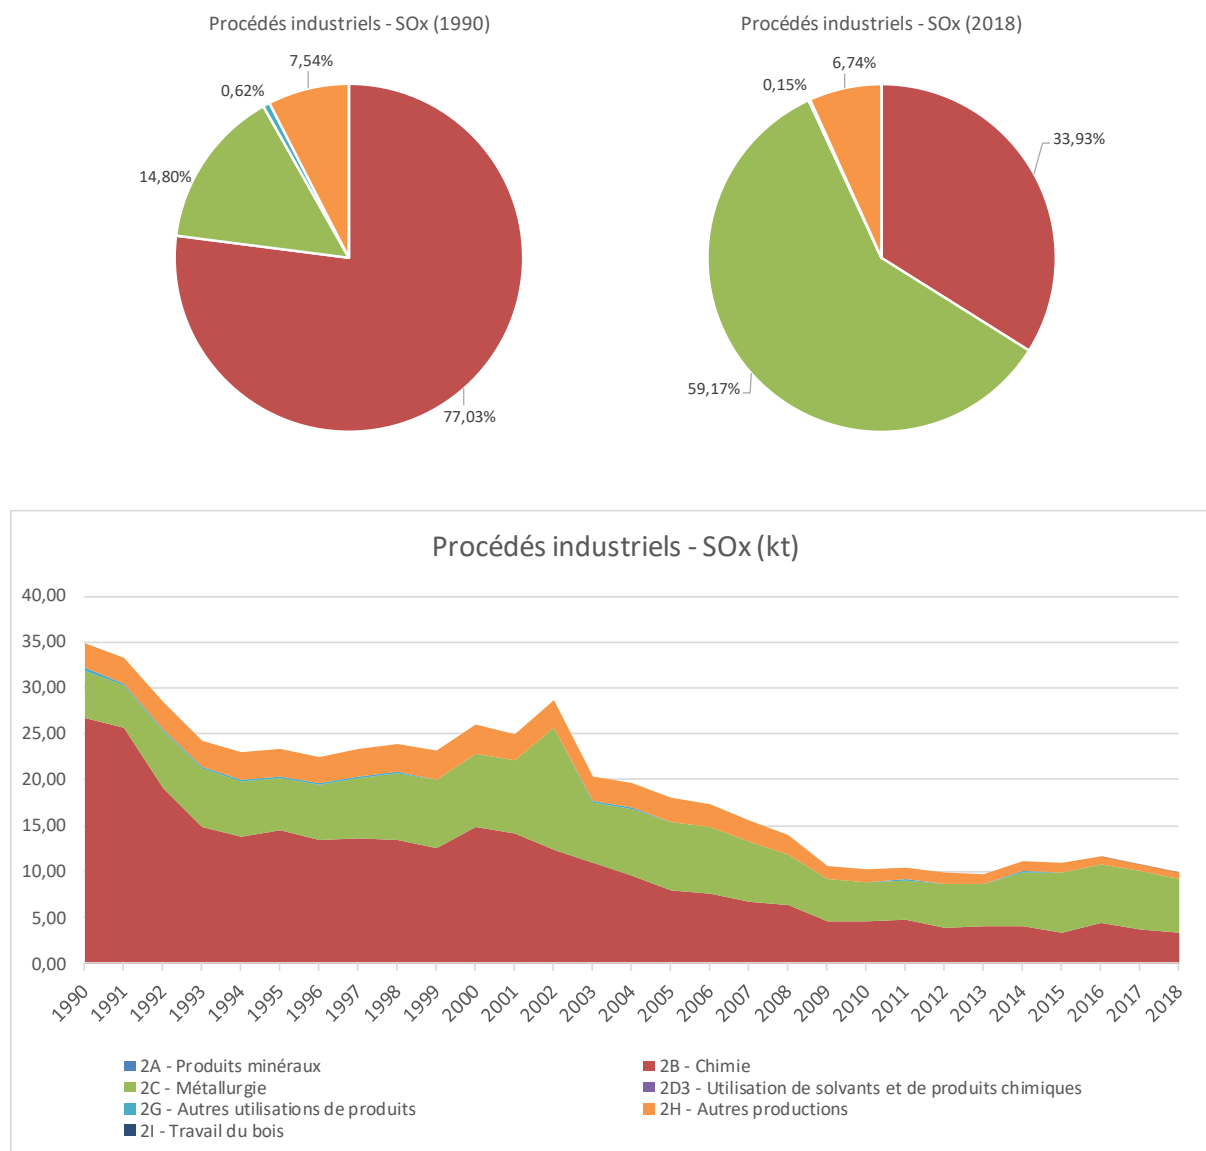 Procédés industriels - SOx (1990)
7,54%
0,62%
14,80%
77,03%
Procédés industriels - SOx (2018)
6,74%
0,15%
33,93%
59,17%
Procédés industriels - SOx (kt)
40,00
35,00
30,00
25,00
20,00
15,00
10,00
5,00
0,00
1990 1991 1992 1993 1994 1995 1996 1997 1998 1999 2000 2001 2002 2003 2004 2005 2006 2007 2008 2009 2010 2011 2012 2013 2014 2015 2016 2017 2018
2A - Produits minéraux
2B - Chimie
2C - Métallurgie
2D3 - Utilisation de solvants et de produits chimiques
2G - Autres utilisations de produits
2H - Autres productions
2I - Travail du bois